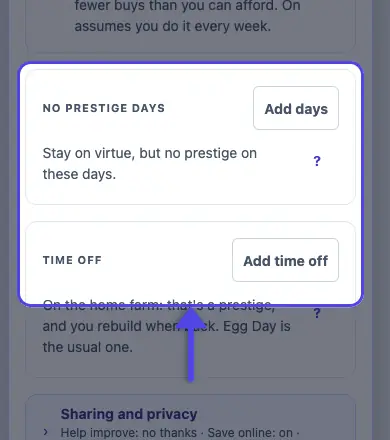 fewer buys than you can afford. On
assumes you do it every week.
NO PRESTIGE DAYS
Add days
Stay on virtue, but no prestige on
these days.
?
TIME OFF
Add time off
On the home farm: that's a prestige,
and you rebuild when back. Egg Day is
the usual one.
?
Sharing and privacy
› Help improve: no thanks · Save online: on ·